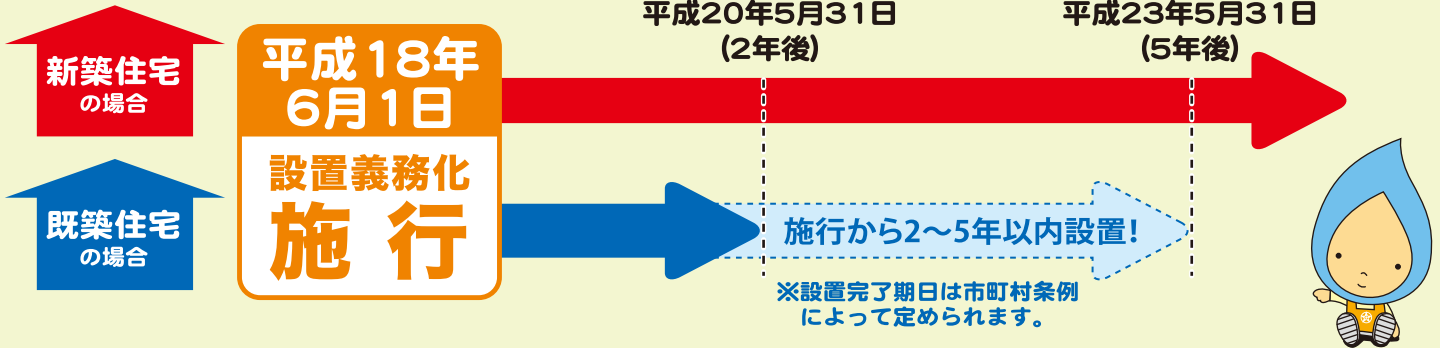 新築住宅
の場合
平成18年
6月1日
設置義務化
施行
平成20年5月31日
(2年後)
平成23年5月31日
(5年後)
既築住宅
の場合
施行から2〜5年以内設置!
※設置完了期日は市町村条例
によって定められます。